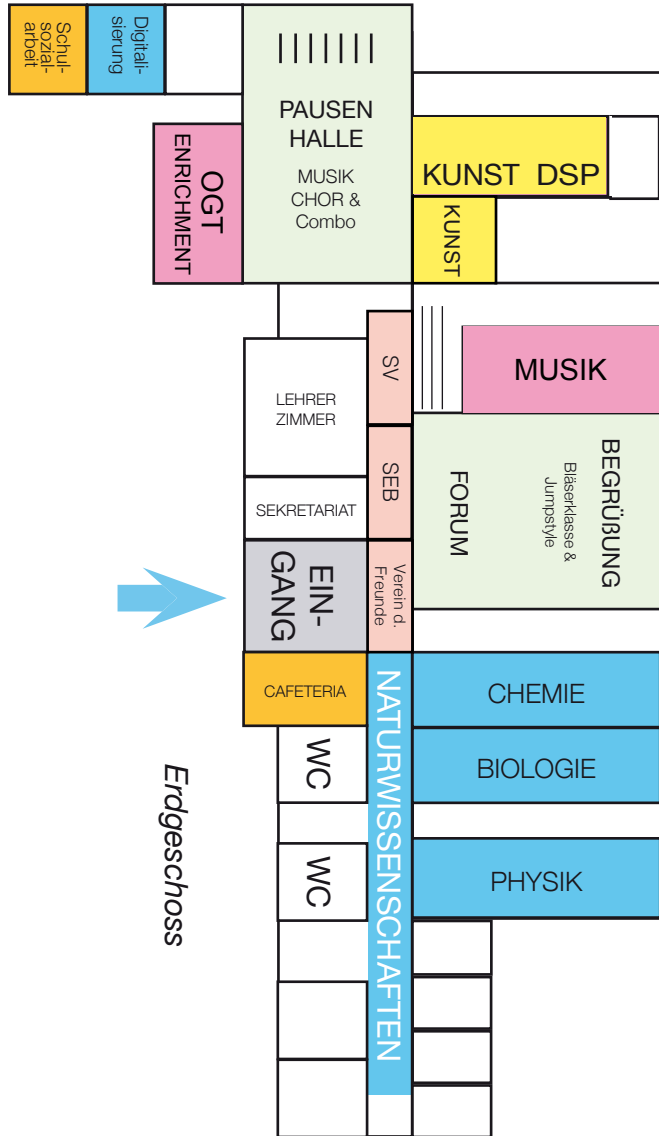 Schul-
sozial-
arbeit
Digitali-
sierung
PAUSEN
HALLE
MUSIK
CHOR &
Combo
KUNST DSP
KUNST
OGT
ENRICHMENT
SV
MUSIK
LEHRER
ZIMMER
SEB
SEKRETARIAT
BEGRÜßUNG
Bläserklasse &
Jumpstyle
FORUM
EIN-
GANG
Verein d.
Freunde
CAFETERIA
NATURWISSENSCHAFTEN
CHEMIE
WC
BIOLOGIE
WC
PHYSIK
Erdgeschoss